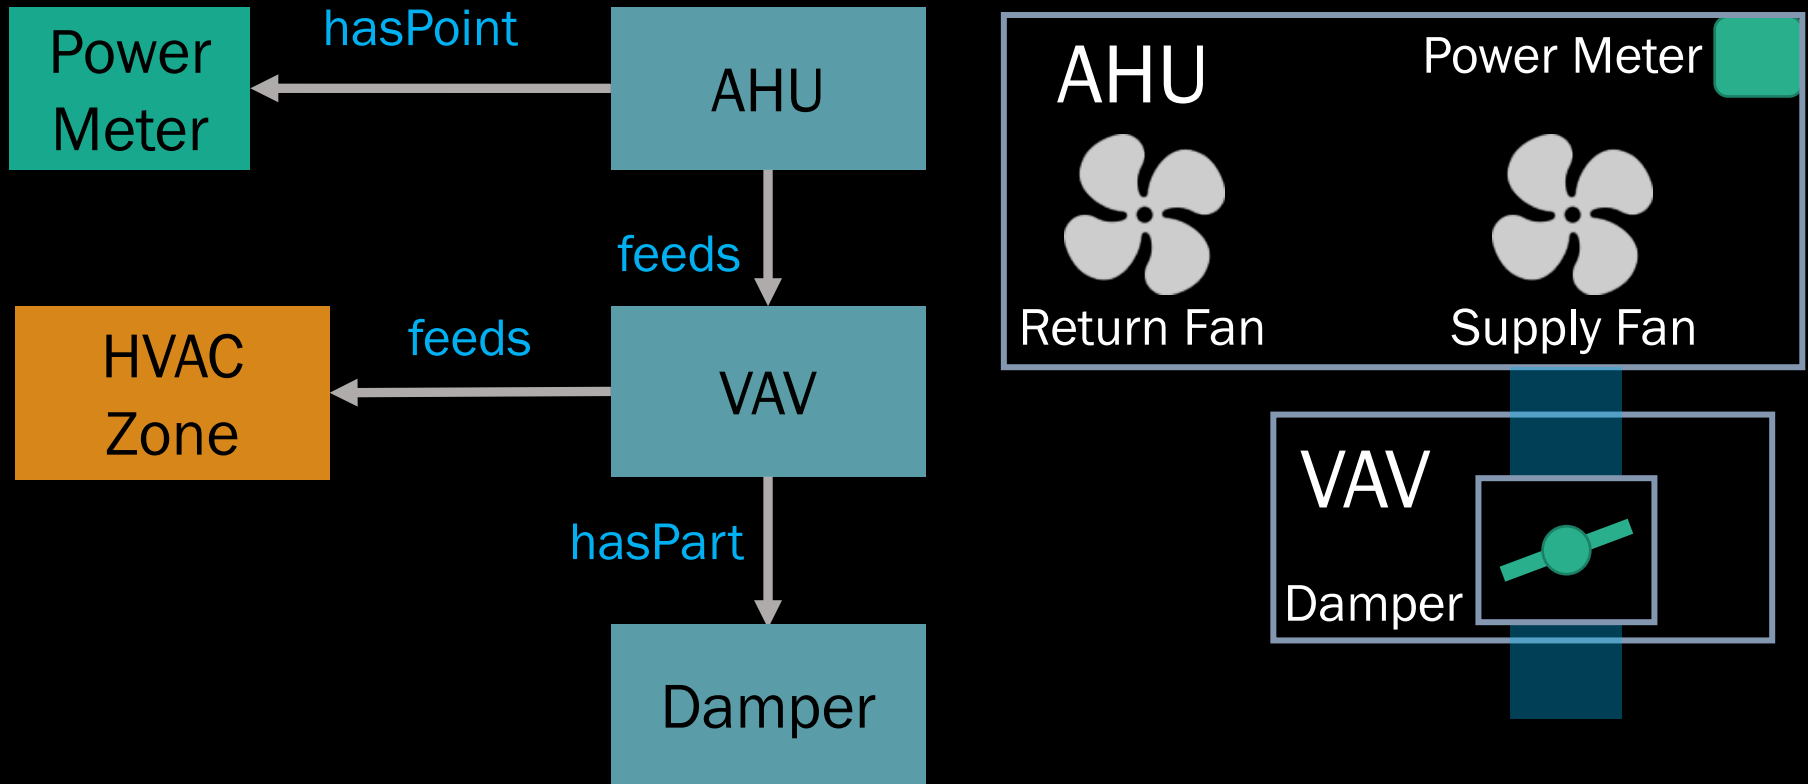 Power
Meter
hasPoint
AHU
feeds
HVAC
Zone
feeds
VAV
hasPart
Damper
AHU
Power Meter
Return Fan
Supply Fan
VAV
Damper